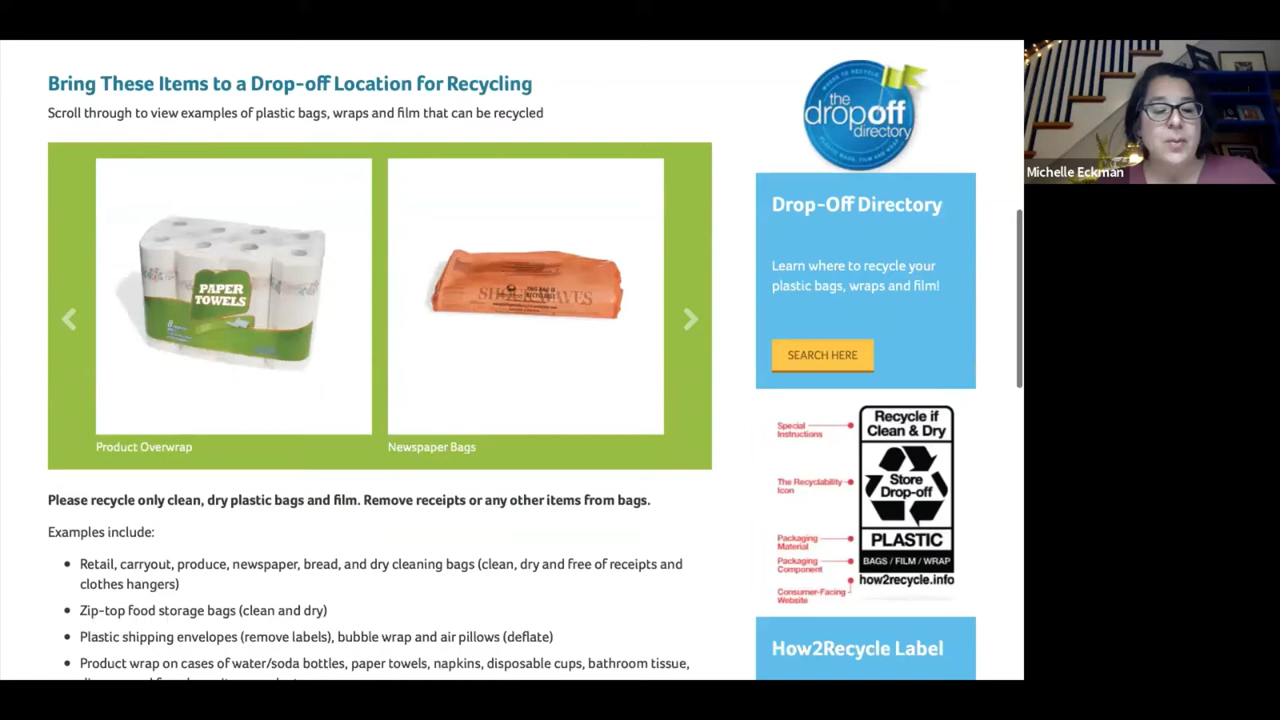 Bring These Items to a Drop-off Location for Recycling
Scroll through to view examples of plastic bags, wraps and film that can be recycled
PAPER
TOWELS
Product Overwrap
Newspaper Bags
Please recycle only clean, dry plastic bags and film. Remove receipts or any other items from bags.
Examples include:
Retail, carryout, produce, newspaper, bread, and dry cleaning bags (clean, dry and free of receipts and
clothes hangers)
Zip-top food storage bags (clean and dry)
Plastic shipping envelopes (remove labels), bubble wrap and air pillows (deflate)
Product wrap on cases of water/soda bottles, paper towels, napkins, disposable cups, bathroom tissue,
the
dropoff
directory
Drop-Off Directory
Learn where to recycle your
plastic bags, wraps and film!
SEARCH HERE
Special
Instructions
The Recyclability
Icon
Packaging
Material
Packaging
Component
Consumer-Facing
Website
Recycle if
Clean & Dry
Store
Drop-off
PLASTIC
BAGS / FILM / WRAP
how2recycle.info
How2Recycle Label
Michelle Eckman